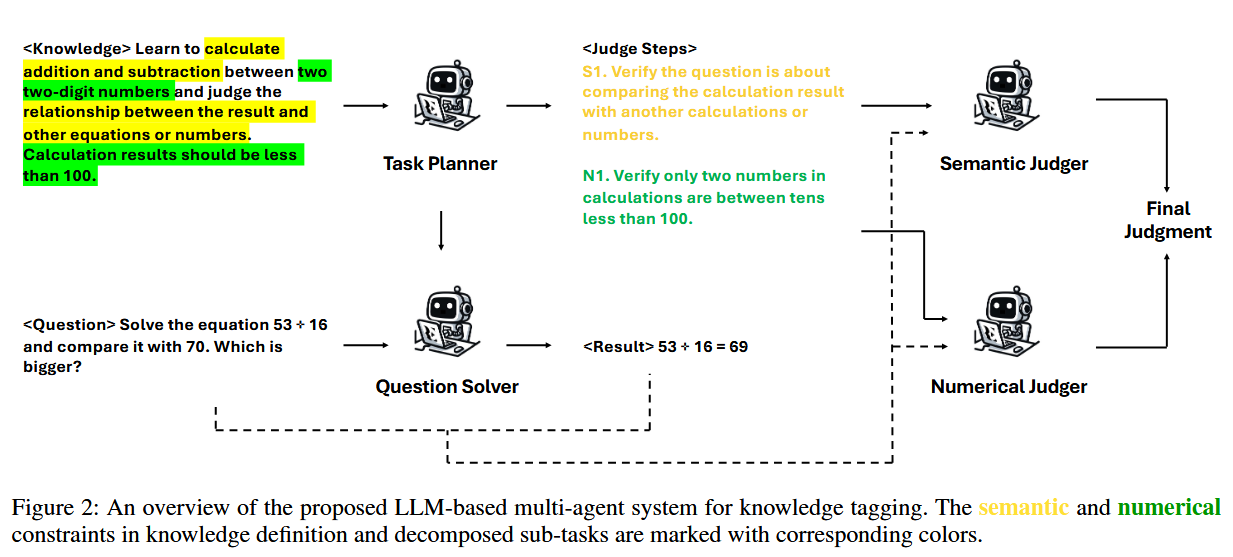 <Knowledge> Learn to calculate
addition and subtraction between two
two-digit numbers and judge the
relationship between the result and
other equations or numbers.
Calculation results should be less
than 100.
Task Planner
<Judge Steps>
S1. Verify the question is about
comparing the calculation result
with another calculations or
numbers.
N1. Verify only two numbers in
calculations are between tens
less than 100.
Semantic Judger
Final
Judgment
<Question> Solve the equation 53 ÷ 16
and compare it with 70. Which is
bigger?
Question Solver
<Result> 53 ÷ 16 = 69
Numerical Judger
Figure 2: An overview of the proposed LLM-based multi-agent system for knowledge tagging. The semantic and numerical
constraints in knowledge definition and decomposed sub-tasks are marked with corresponding colors.